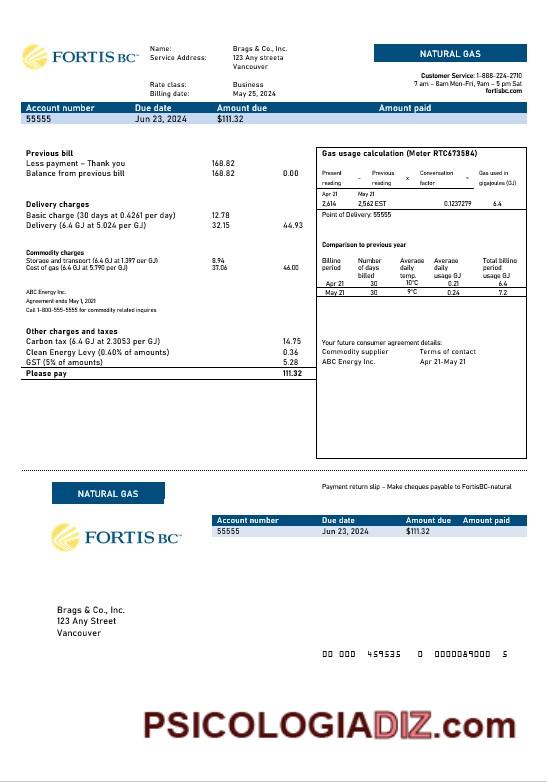 FORTIS BC™
Name: Brags & Co., Inc.
Service Address: 123 Any streeta
Vancouver
Rate class: Business
Billing date: May 25, 2024
NATURAL GAS
Customer Service: 1-888-224-2710
7 am – 8am Mon-Fri, 9am – 5 pm Sat
fortisbc.com
Account number Due date Amount due Amount paid
55555 Jun 23, 2024 $111.32
Previous bill
Less payment – Thank you 168.82
Balance from previous bill 168.82 0.00
Delivery charges
Basic charge (30 days at 0.4261 per day) 12.78
Delivery (6.4 GJ at 5.024 per GJ) 32.15 44.93
Commodity charges
Storage and transport (6.4 GJ at 1.397 per GJ) 8.94
Cost of gas (6.4 GJ at 5.790 per GJ) 37.06 46.00
ABC Energy Inc.
Agreement ends May 1, 2021
Call 1-800-555-5555 for commodity related inquires
Other charges and taxes
Carbon tax (6.4 GJ at 2.3053 per GJ) 14.75
Clean Energy Levy (0.40% of amounts) 0.36
GST (5% of amounts) 5.28
Please pay 111.32
Gas usage calculation (Meter RTC673584)
Present reading – Previous reading x Conversation factor = Gas used in gigajoules (GJ)
Apr 21 May 21
2,614 2,562 EST 0.1237279 6.4
Point of Delivery: 55555
Comparison to previous year
Billino period Number of days billed Average daily temp. Average daily usage GJ Total billino period usage GJ
Apr 21 30 10°C 0.21 6.4
May 21 30 9°C 0.24 7.2
Your future consumer agreement details:
Commodity supplier Terms of contact
ABC Energy Inc. Apr 21-May 21
NATURAL GAS
Payment return slip – Make cheques payable to FortisBC-natural
FORTIS BC™
Account number Due date Amount due Amount paid
55555 Jun 23, 2024 $111.32
Brags & Co., Inc.
123 Any Street
Vancouver
00 000 459535 0 0000089000 5
PSICOLOGIADIZ.com